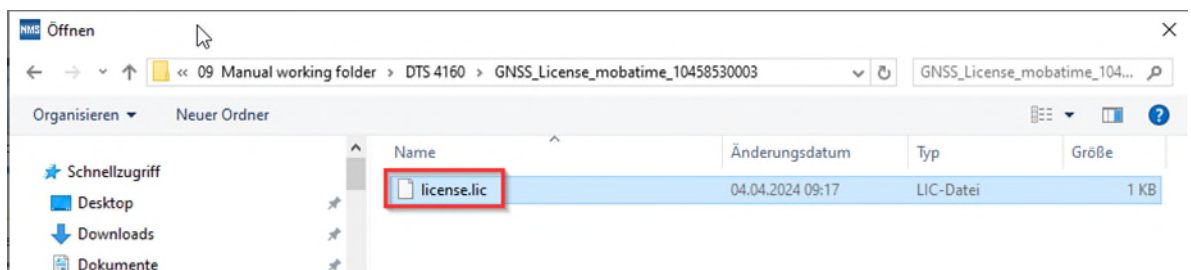 NMS Öffnen
« 09 Manual working folder > DTS 4160 > GNSS_License_mobatime_10458530003
GNSS_License_mobatime_104...
Organisieren Neuer Ordner
Name Änderungsdatum Typ Größe
Schnellzugriff
license.lic 04.04.2024 09:17 LIC-Datei 1 KB
Desktop
Downloads
Dokumente